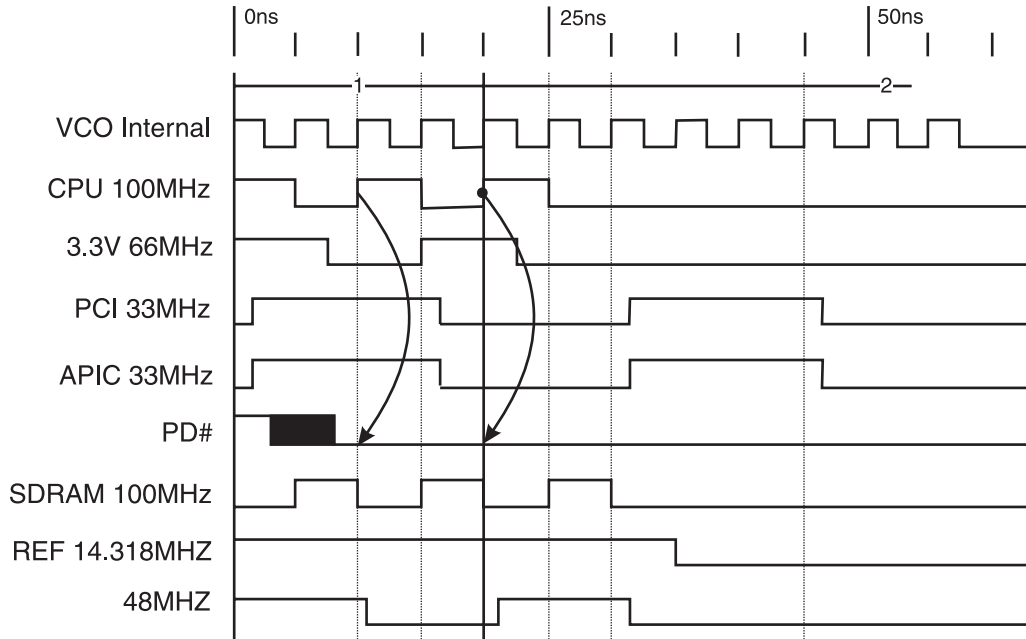 0ns 25ns 50ns
1 2
VCO Internal
CPU 100MHz
3.3V 66MHz
PCI 33MHz
APIC 33MHz
PD#
SDRAM 100MHz
REF 14.318MHZ
48MHZ